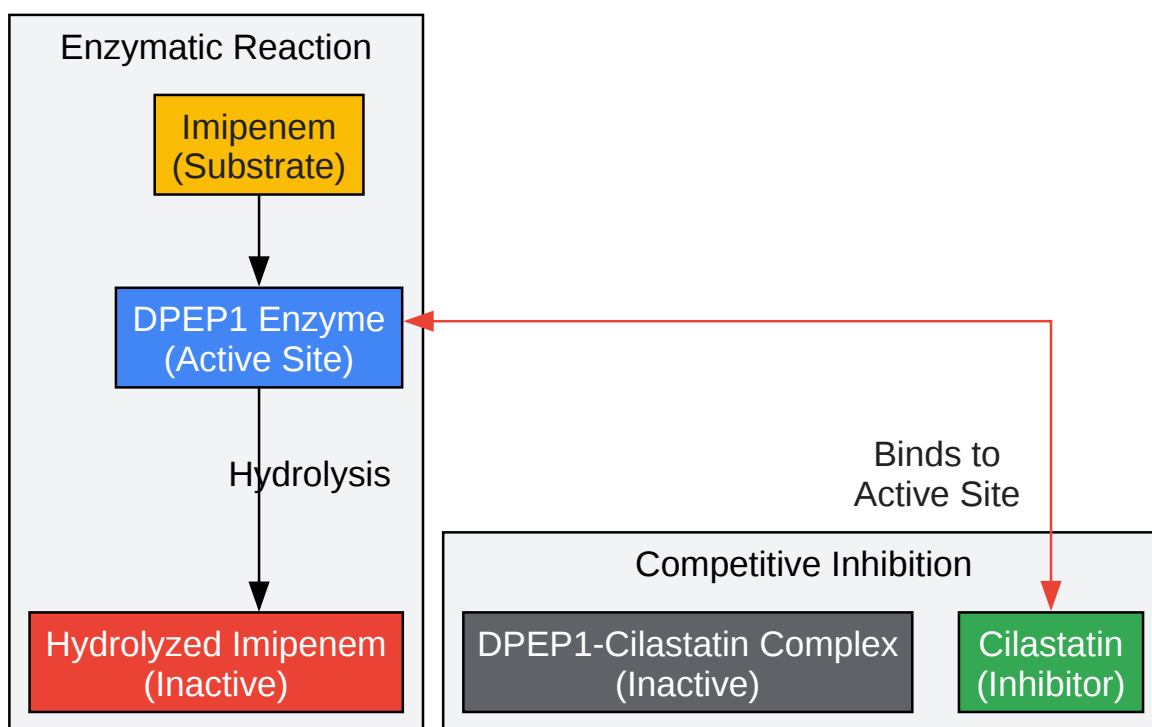 Enzymatic Reaction
Imipenem
(Substrate)
DPEP1 Enzyme
(Active Site)
Hydrolysis
Hydrolyzed Imipenem
(Inactive)
Binds to
Active Site
Competitive Inhibition
DPEP1-Cilastatin Complex
(Inactive)
Cilastatin
(Inhibitor)